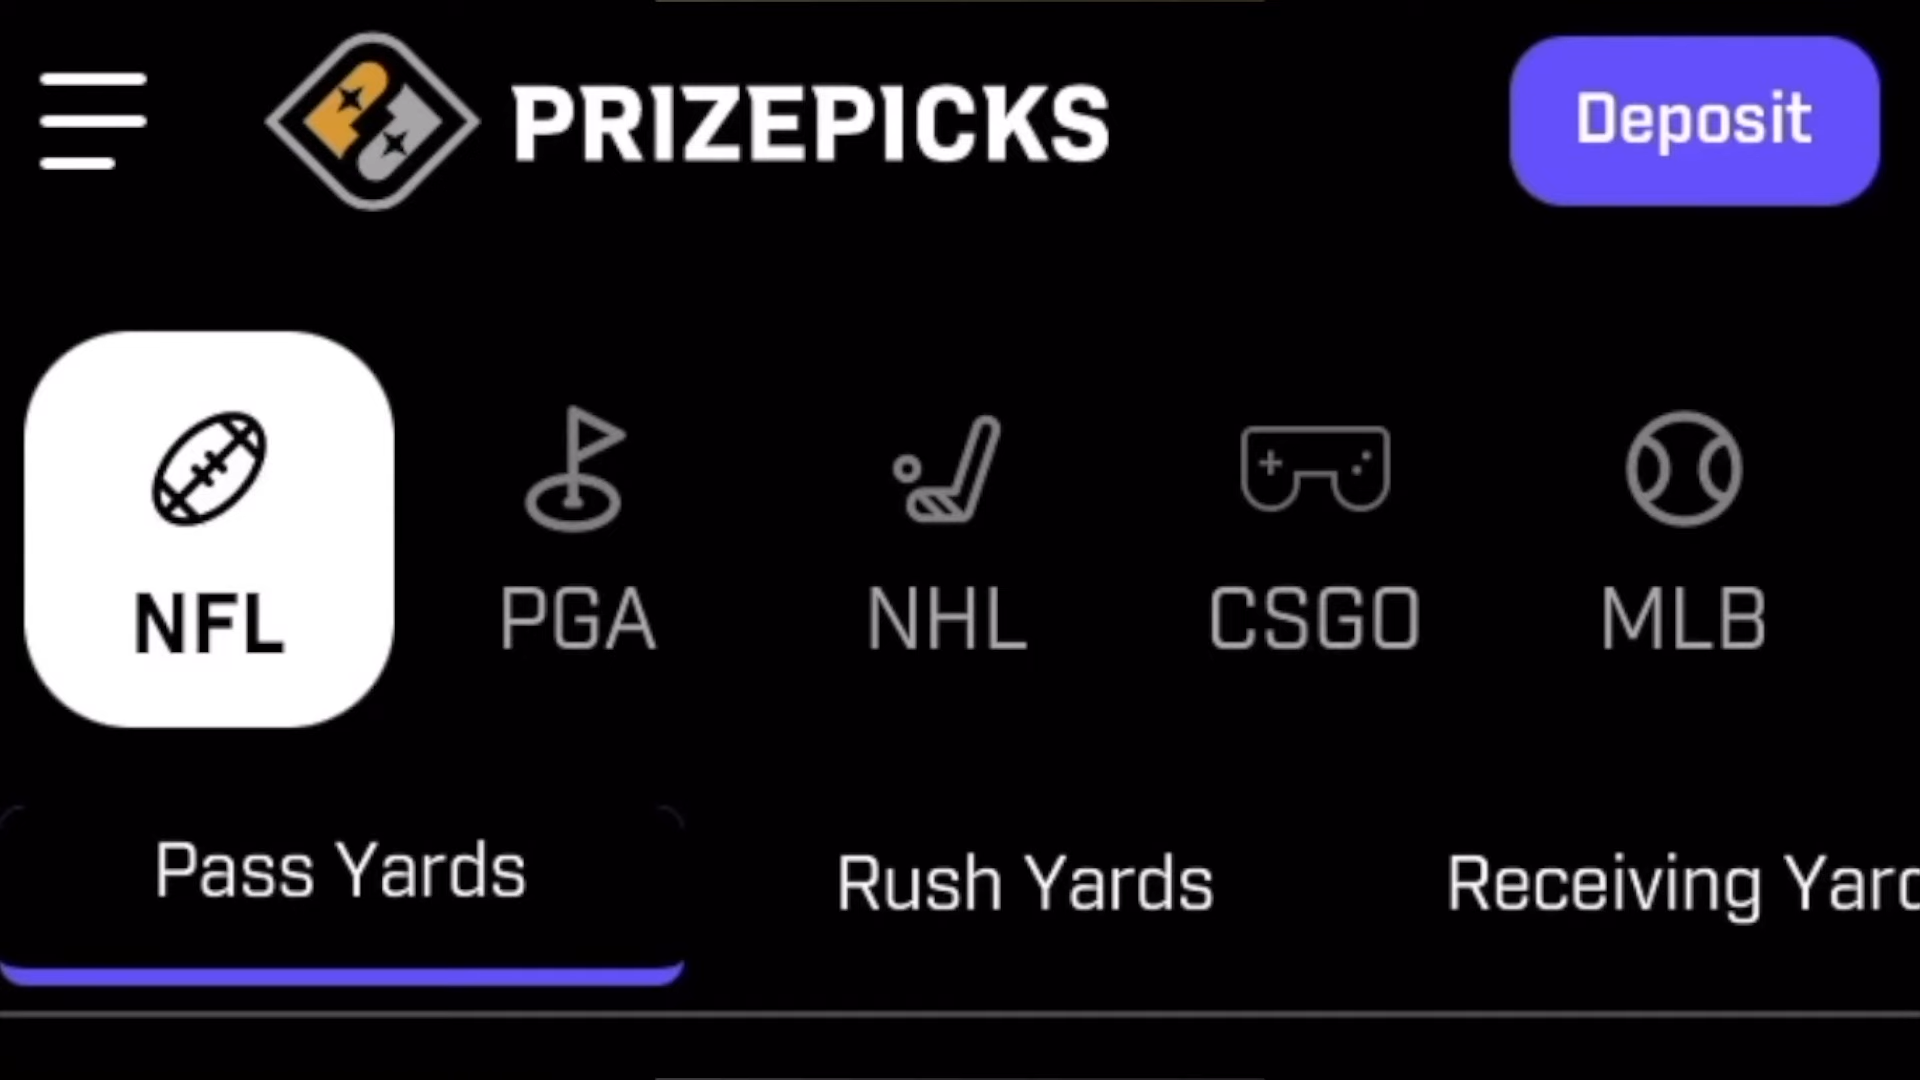 PRIZEPICKS
Deposit
NFL
PGA
NHL
CSGO
MLB
Pass Yards
Rush Yards
Receiving Yard